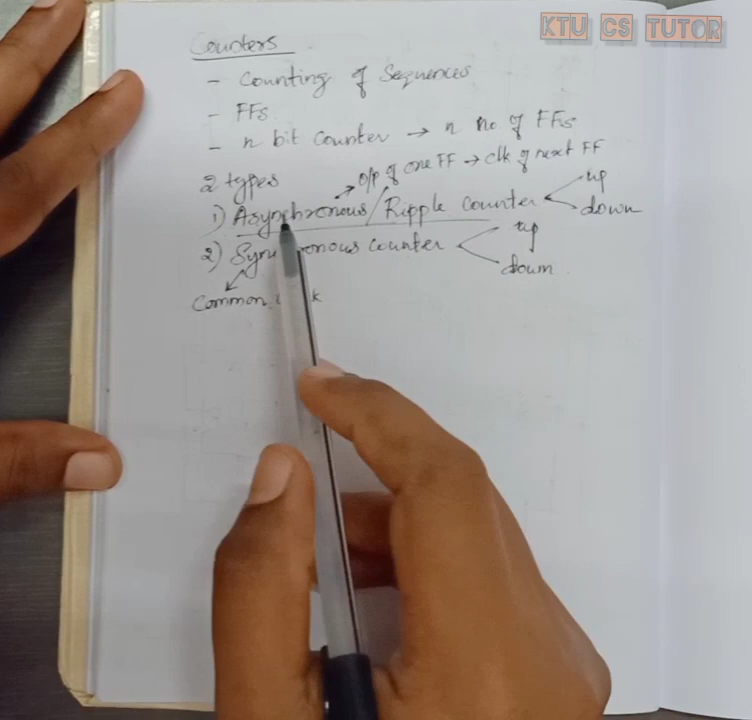 KTU CS TUTOR
Counters
- Counting of Sequences
- FFs
- n bit Counter → n no. of FFs
2 types → o/p of one FF → clk of next FF
1) Asynchronous / Ripple Counter up
down
2) Synchronous Counter up
down
Common